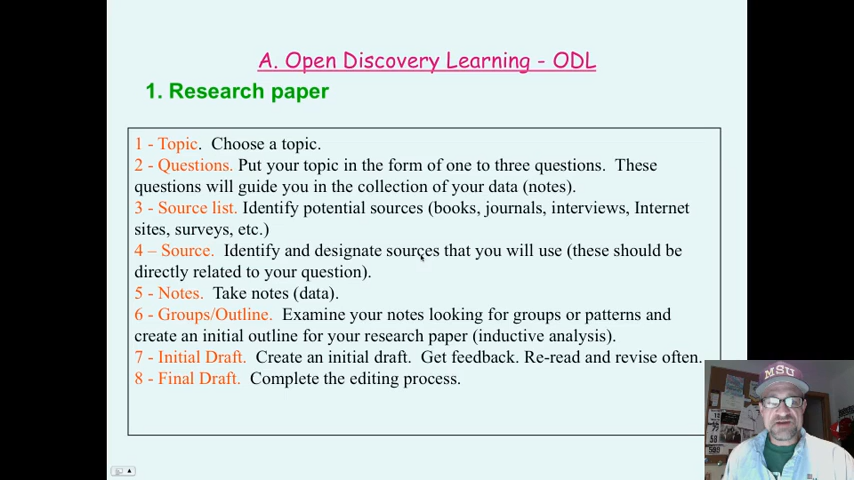 A. Open Discovery Learning - ODL
1. Research paper
1 - Topic. Choose a topic.
2 - Questions. Put your topic in the form of one to three questions. These
questions will guide you in the collection of your data (notes).
3 - Source list. Identify potential sources (books, journals, interviews, Internet
sites, surveys, etc.)
4 – Source. Identify and designate sources that you will use (these should be
directly related to your question).
5 - Notes. Take notes (data).
6 - Groups/Outline. Examine your notes looking for groups or patterns and
create an initial outline for your research paper (inductive analysis).
7 - Initial Draft. Create an initial draft. Get feedback. Re-read and revise often.
8 - Final Draft. Complete the editing process.
MSU